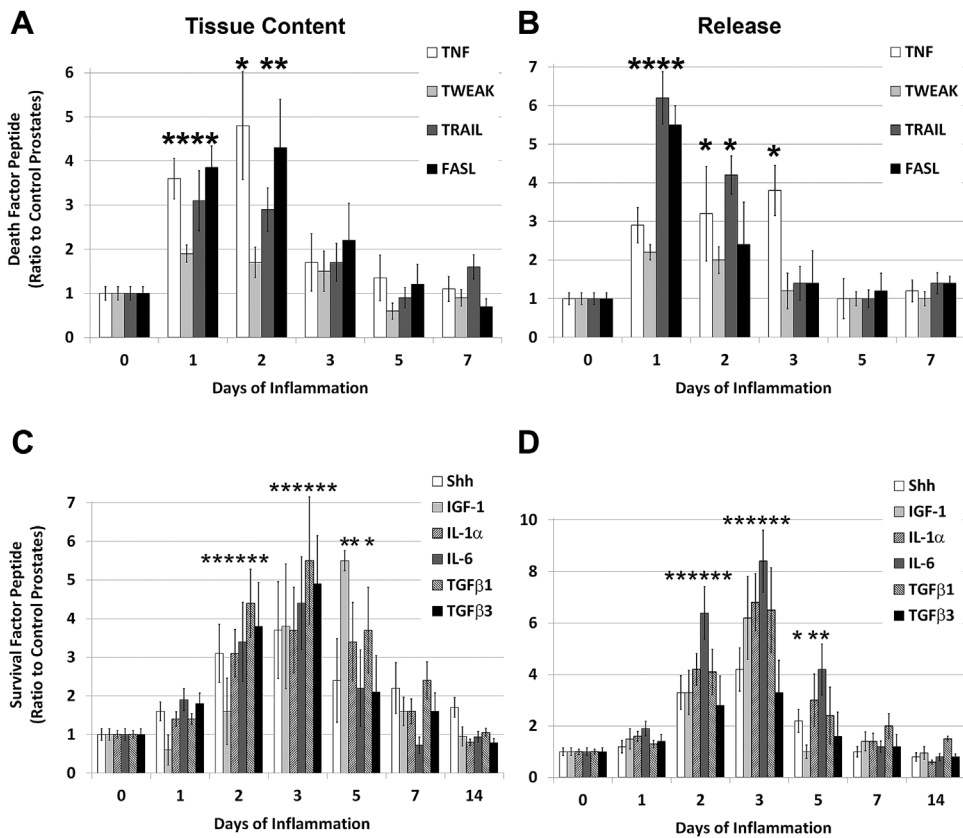 A
Tissue Content
TNF
TWEAK
TRAIL
FASL
Death Factor Peptide
(Ratio to Control Prostates)
6
5
4
3
2
1
0
****
* **
0 1 2 3 5 7
Days of Inflammation
B
Release
TNF
TWEAK
TRAIL
FASL
7
6
5
4
3
2
1
0
****
* *
*
0 1 2 3 5 7
Days of Inflammation
C
Shh
IGF-1
IL-1α
IL-6
TGFβ1
TGFβ3
Survival Factor Peptide
(Ratio to Control Prostates)
7
6
5
4
3
2
1
0
******
******
** *
0 1 2 3 5 7 14
Days of Inflammation
D
Shh
IGF-1
IL-1α
IL-6
TGFβ1
TGFβ3
10
8
6
4
2
0
******
******
* **
0 1 2 3 5 7 14
Days of Inflammation